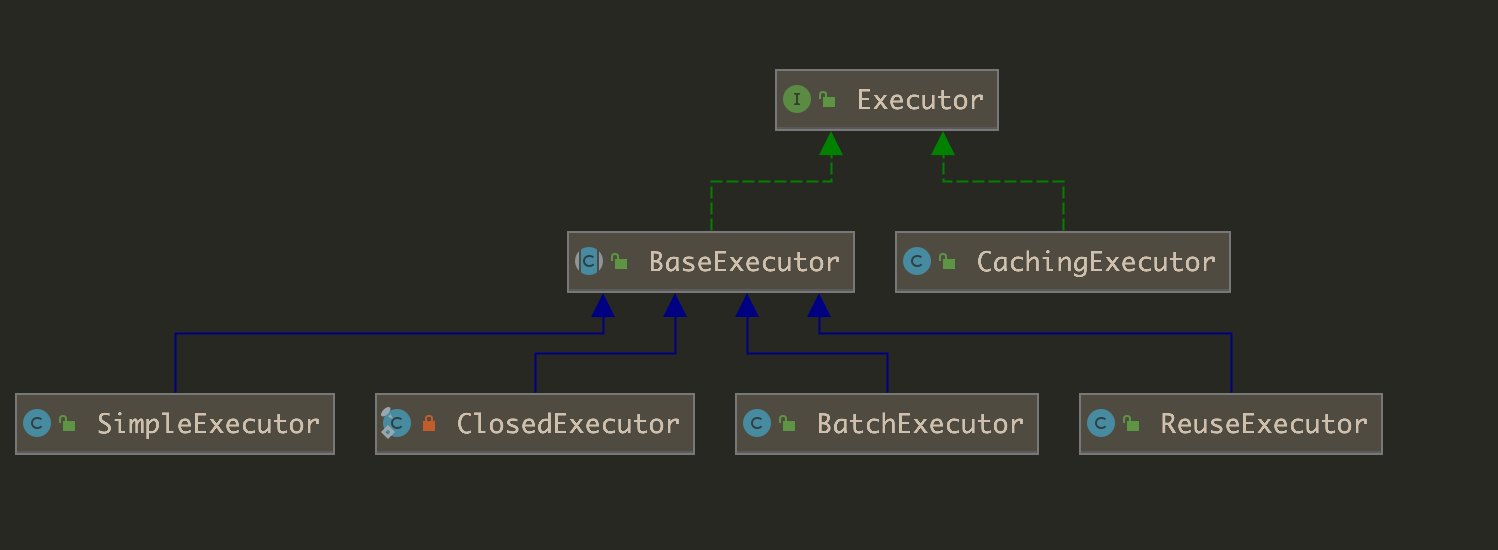 I Executor
C BaseExecutor
C CachingExecutor
C SimpleExecutor
C ClosedExecutor
C BatchExecutor
C ReuseExecutor